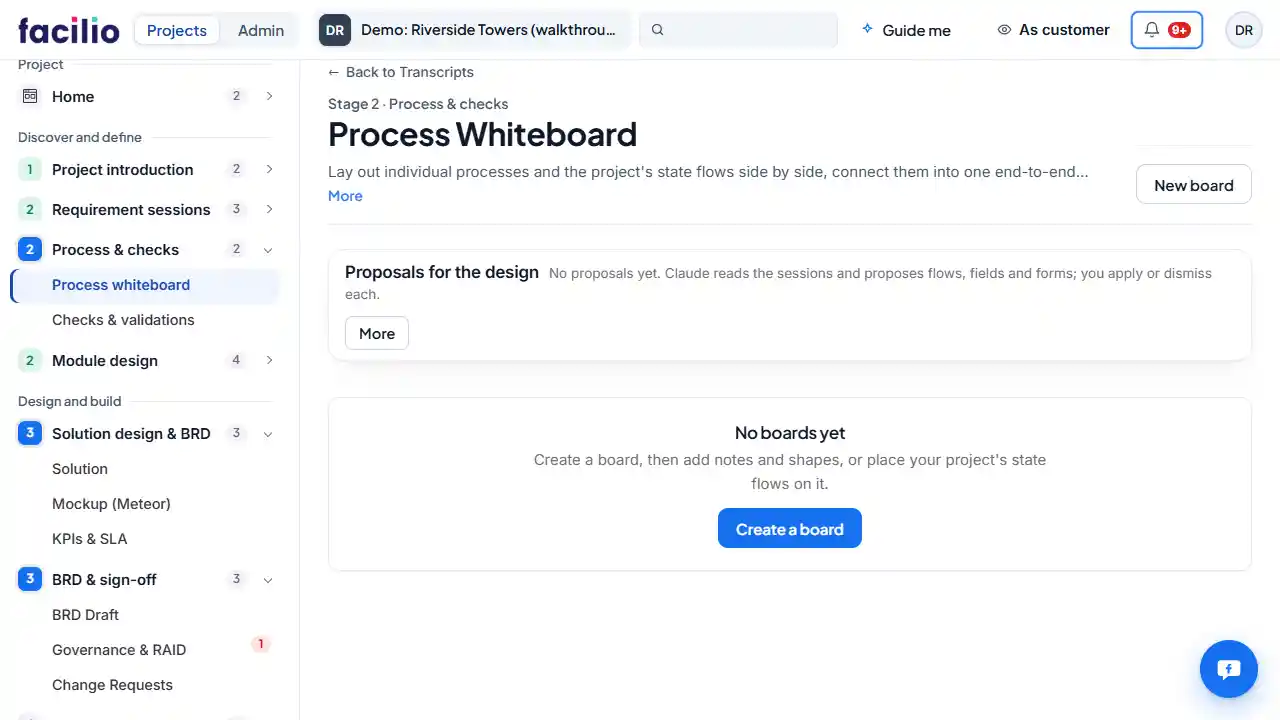 facilio
Projects
Admin
DR
Demo: Riverside Towers (walkthrou...
Guide me
As customer
9+
DR
Project
Home
2
Discover and define
1
Project introduction
2
2
Requirement sessions
3
2
Process & checks
2
Process whiteboard
Checks & validations
2
Module design
4
Design and build
3
Solution design & BRD
3
Solution
Mockup (Meteor)
KPIs & SLA
3
BRD & sign-off
3
BRD Draft
Governance & RAID
1
Change Requests
← Back to Transcripts
Stage 2 · Process & checks
Process Whiteboard
Lay out individual processes and the project's state flows side by side, connect them into one end-to-end...
More
New board
Proposals for the design No proposals yet. Claude reads the sessions and proposes flows, fields and forms; you apply or dismiss
each.
More
No boards yet
Create a board, then add notes and shapes, or place your project's state
flows on it.
Create a board